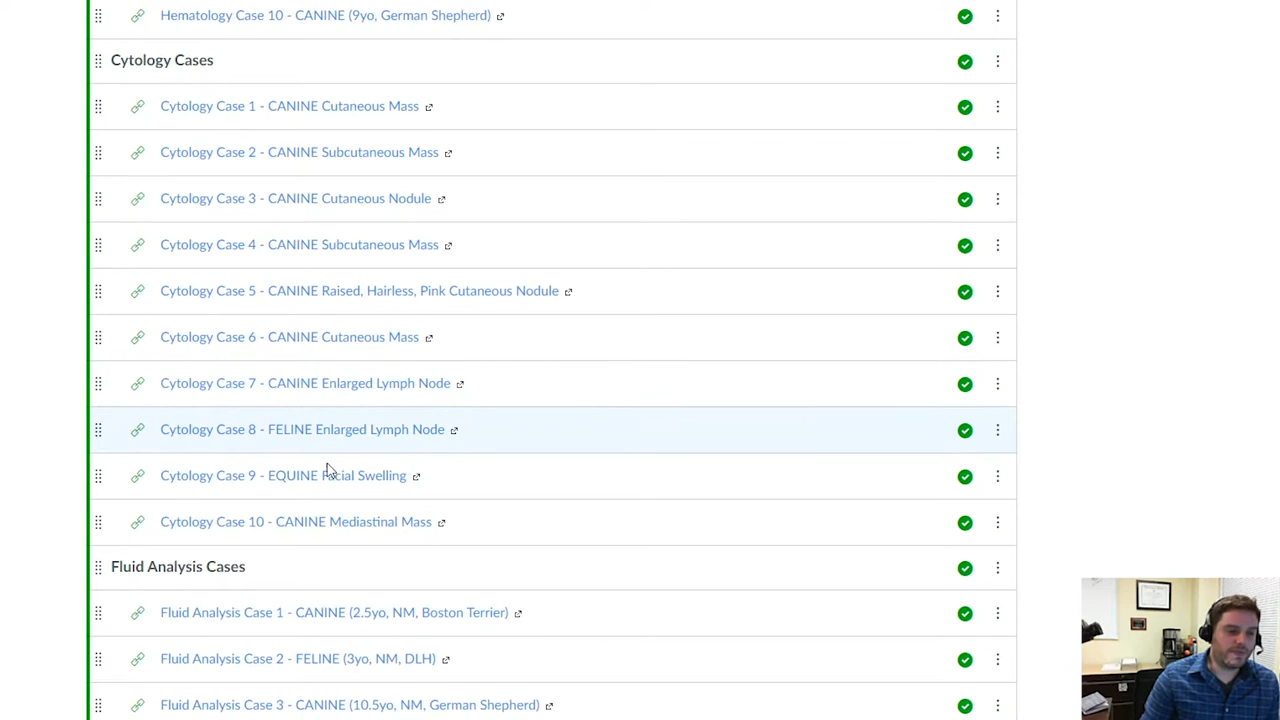 Hematology Case 10 - CANINE (9yo, German Shepherd)
Cytology Cases
Cytology Case 1 - CANINE Cutaneous Mass
Cytology Case 2 - CANINE Subcutaneous Mass
Cytology Case 3 - CANINE Cutaneous Nodule
Cytology Case 4 - CANINE Subcutaneous Mass
Cytology Case 5 - CANINE Raised, Hairless, Pink Cutaneous Nodule
Cytology Case 6 - CANINE Cutaneous Mass
Cytology Case 7 - CANINE Enlarged Lymph Node
Cytology Case 8 - FELINE Enlarged Lymph Node
Cytology Case 9 - EQUINE Facial Swelling
Cytology Case 10 - CANINE Mediastinal Mass
Fluid Analysis Cases
Fluid Analysis Case 1 - CANINE (2.5yo, NM, Boston Terrier)
Fluid Analysis Case 2 - FELINE (3yo, NM, DLH)
Fluid Analysis Case 3 - CANINE (10.5yo, NM, German Shepherd)